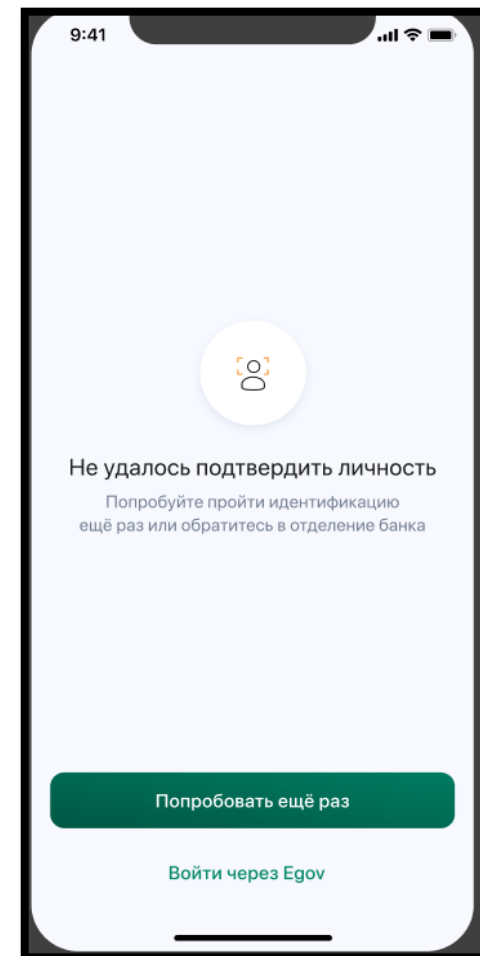 9:41
Не удалось подтвердить личность
Попробуйте пройти идентификацию
ещё раз или обратитесь в отделение банка
Попробовать ещё раз
Войти через Egov